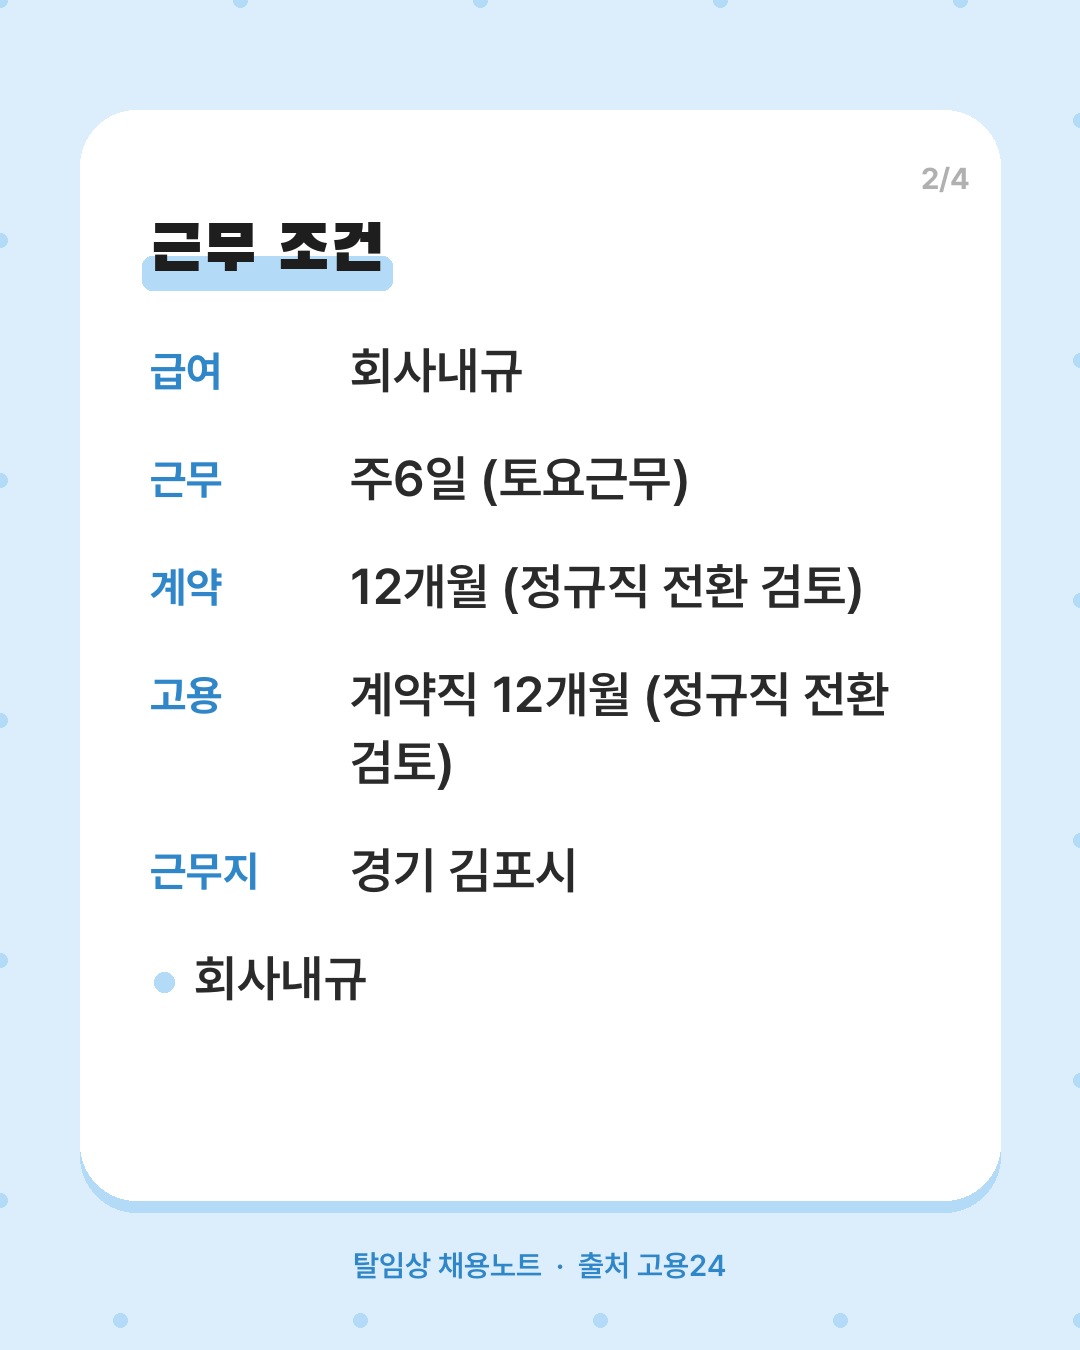 2/4
근무 조건
급여 회사내규
근무 주6일 (토요근무)
계약 12개월 (정규직 전환 검토)
고용 계약직 12개월 (정규직 전환
검토)
근무지 경기 김포시
회사내규
탈임상 채용노트 · 출처 고용24